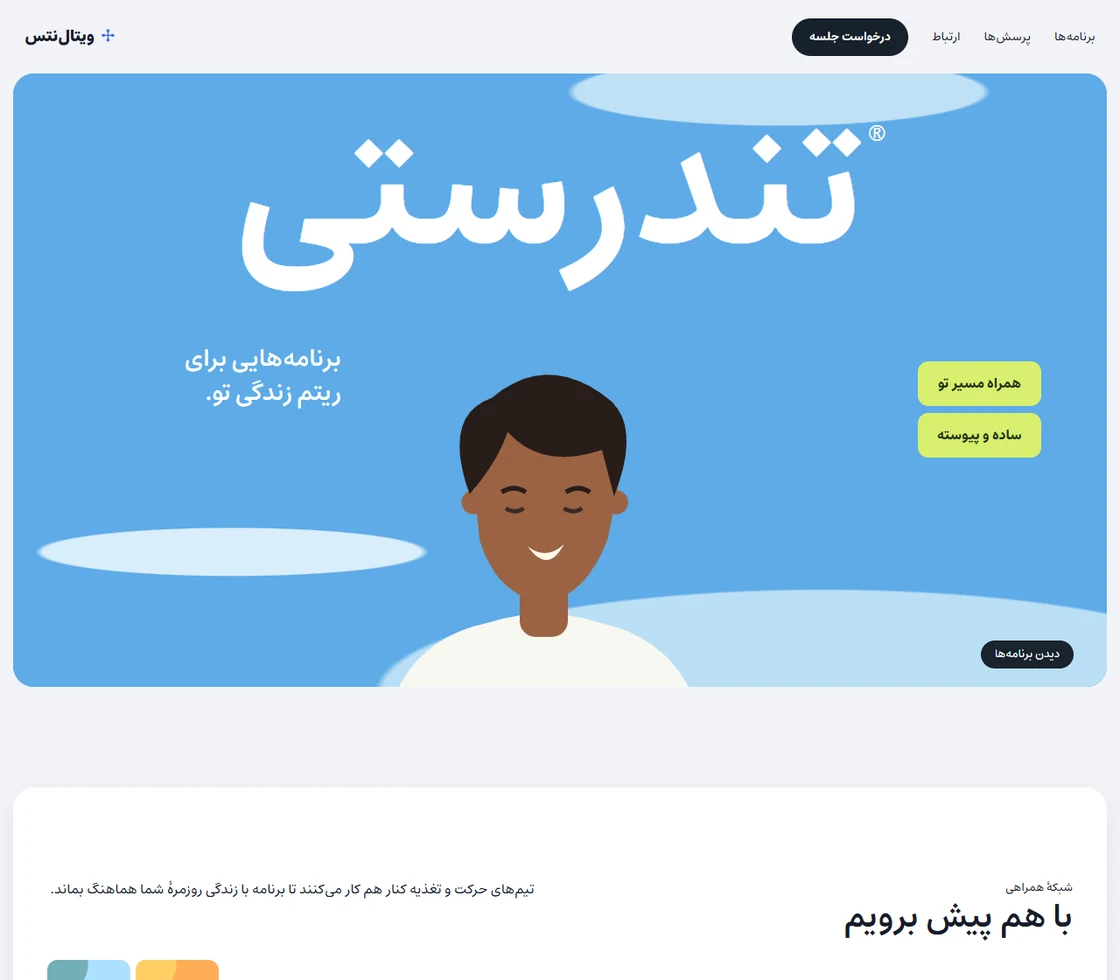 برنامه‌ها
پرسش‌ها
ارتباط
درخواست جلسه
ویتال‌نتس
تندرستی®
برنامه‌هایی برای
ریتم زندگی تو.
همراه مسیر تو
ساده و پیوسته
دیدن برنامه‌ها
شبکهٔ همراهی
با هم پیش برویم
تیم‌های حرکت و تغذیه کنار هم کار می‌کنند تا برنامه با زندگی روزمرهٔ شما هماهنگ بماند.